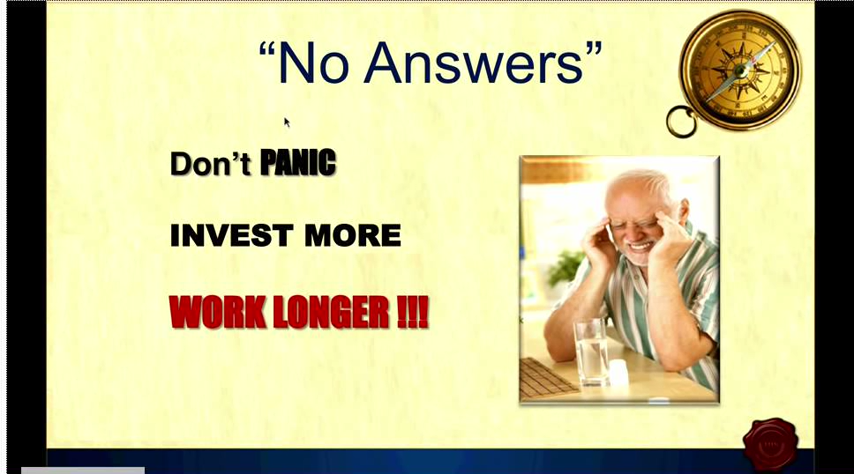 “No Answers”
Don’t PANIC
INVEST MORE
WORK LONGER !!!